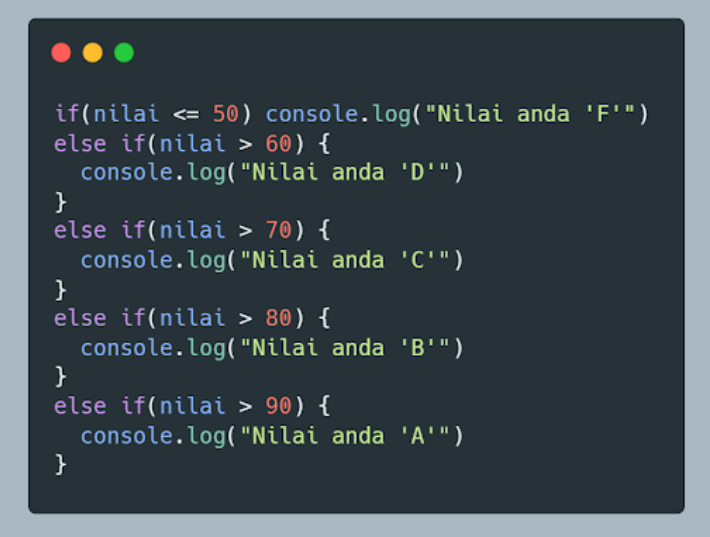 if(nilai <= 50) console.log("Nilai anda 'F'")
else if(nilai > 60) {
  console.log("Nilai anda 'D'")
}
else if(nilai > 70) {
  console.log("Nilai anda 'C'")
}
else if(nilai > 80) {
  console.log("Nilai anda 'B'")
}
else if(nilai > 90) {
  console.log("Nilai anda 'A'")
}